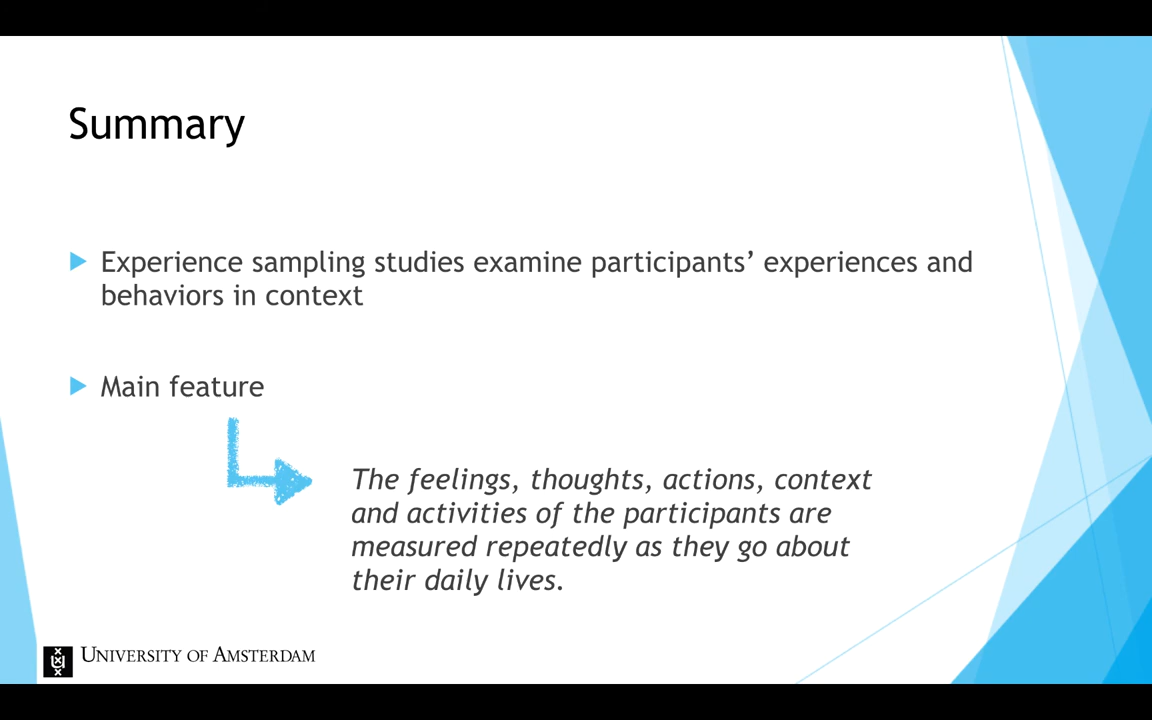 Summary
Experience sampling studies examine participants’ experiences and
behaviors in context
Main feature
The feelings, thoughts, actions, context
and activities of the participants are
measured repeatedly as they go about
their daily lives.
UNIVERSITY OF AMSTERDAM